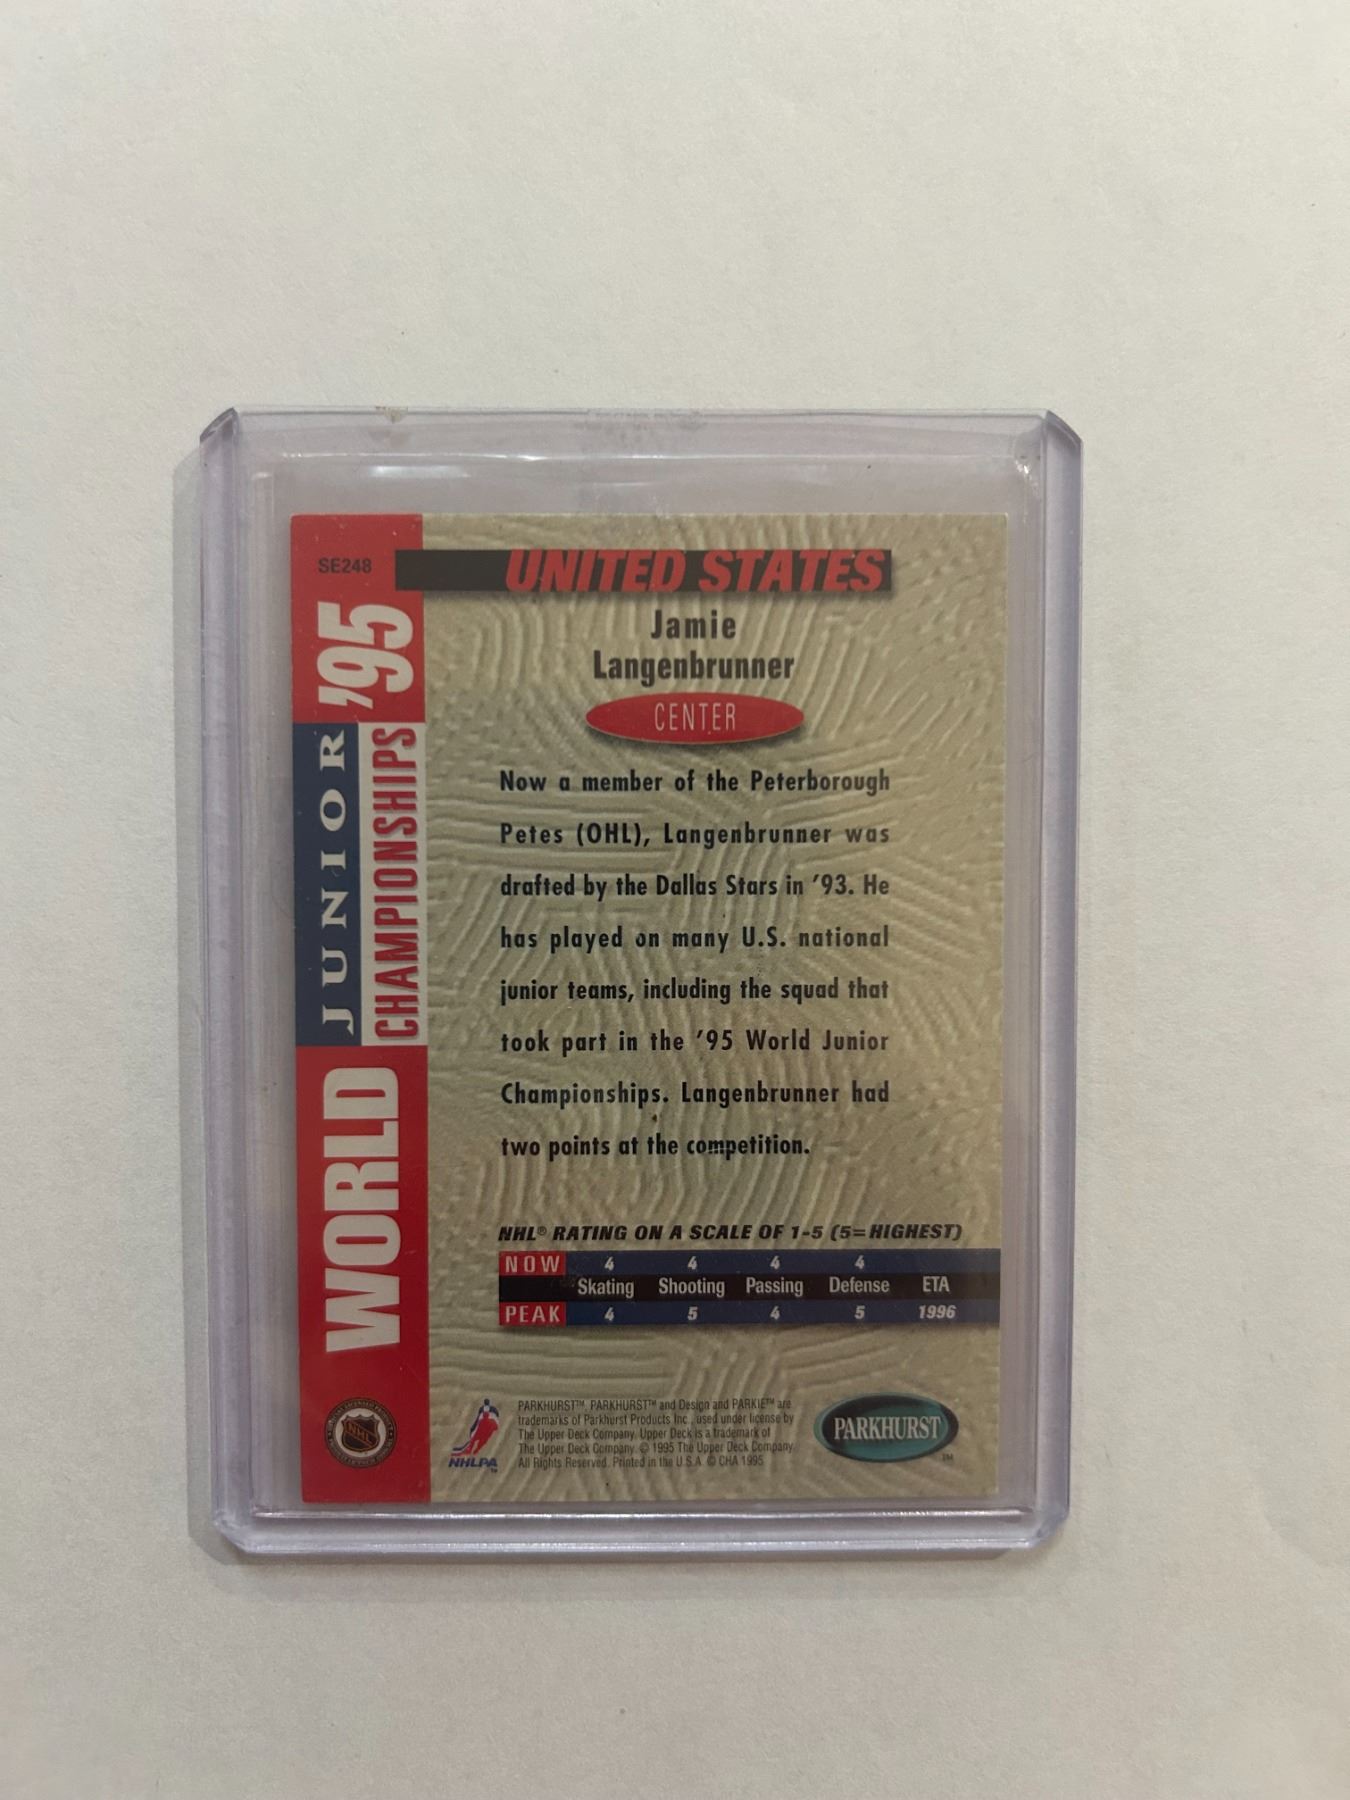 SE248
UNITED STATES
Jamie
Langenbrunner
CENTER
WORLD JUNIOR CHAMPIONSHIPS '95
Now a member of the Peterborough
Petes (OHL), Langenbrunner was
drafted by the Dallas Stars in '93. He
has played on many U.S. national
junior teams, including the squad that
took part in the '95 World Junior
Championships. Langenbrunner had
two points at the competition.
NHL® RATING ON A SCALE OF 1-5 (5=HIGHEST)
NOW 4 4 4 4
Skating Shooting Passing Defense ETA
PEAK 4 5 4 5 1996
NHL
NHLPA™
PARKHURST™, PARKHURST™ and Design and PARKIE™ are
trademarks of Parkhurst Products Inc., used under license by
The Upper Deck Company. Upper Deck is a trademark of
The Upper Deck Company. © 1995 The Upper Deck Company.
All Rights Reserved. Printed in the U.S.A. © CHA 1995
PARKHURST™